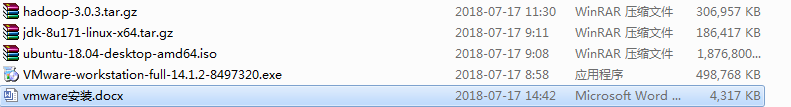 hadoop-3.0.3.tar.gz 2018-07-17 11:30 WinRAR 压缩文件 306,957 KB
jdk-8u171-linux-x64.tar.gz 2018-07-17 9:11 WinRAR 压缩文件 186,417 KB
ubuntu-18.04-desktop-amd64.iso 2018-07-17 9:08 WinRAR 压缩文件 1,876,800...
VMware-workstation-full-14.1.2-8497320.exe 2018-07-17 8:58 应用程序 498,768 KB
vmware安装.docx 2018-07-17 14:42 Microsoft Word ... 4,317 KB